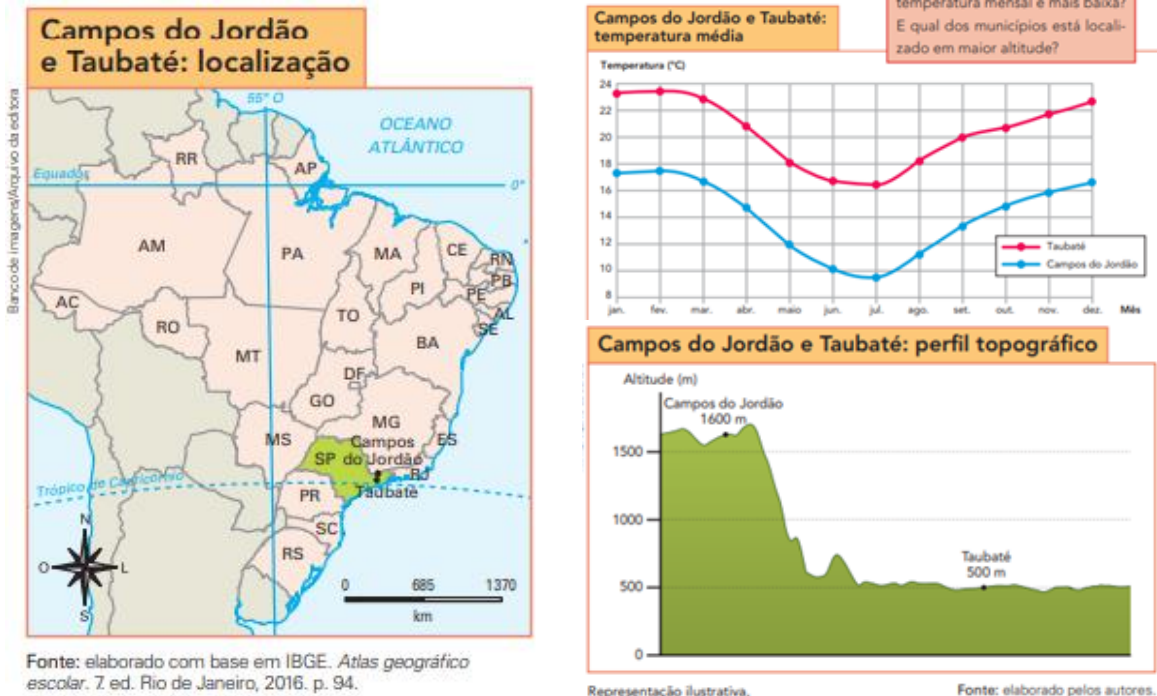 Campos do Jordão
e Taubaté: localização
Banco de imagens/Arquivo da editora
55° O
OCEANO
ATLÂNTICO
Equador
0°
RR
AP
AM
PA
MA
CE
RN
PB
PE
PI
AL
SE
AC
RO
TO
BA
MT
DF
GO
MG
ES
MS
Campos
do Jordão
SP
RJ
Taubaté
Trópico de Capricórnio
PR
SC
RS
N
O
L
S
0 685 1370
km
Fonte: elaborado com base em IBGE. Atlas geográfico
escolar. 7. ed. Rio de Janeiro, 2016. p. 94.
temperatura mensal é mais baixa?
E qual dos municípios está locali-
zado em maior altitude?
Campos do Jordão e Taubaté:
temperatura média
Temperatura (°C)
24
22
20
18
16
14
12
10
8
jan. fev. mar. abr. maio jun. jul. ago. set. out. nov. dez. Mês
Taubaté
Campos do Jordão
Campos do Jordão e Taubaté: perfil topográfico
Altitude (m)
Campos do Jordão
1600 m
1500
1000
Taubaté
500 m
500
0
Representação ilustrativa.
Fonte: elaborado pelos autores.